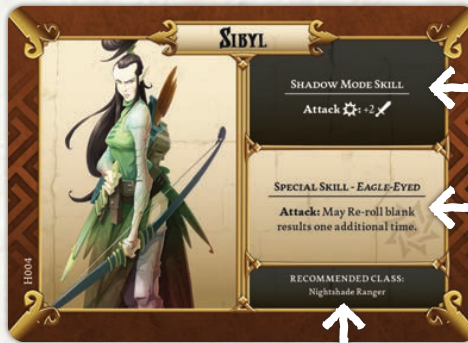 SIBYL
SHADOW MODE SKILL
Attack : +2
SPECIAL SKILL - EAGLE-EYED
Attack: May Re-roll blank
results one additional time.
RECOMMENDED CLASS:
Nightshade Ranger
H004